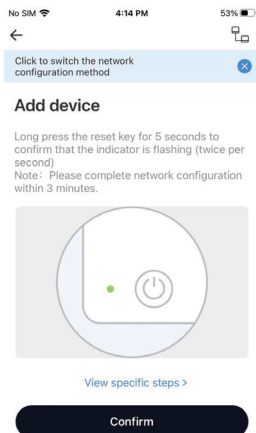 No SIM 4:14 PM 53%
Click to switch the network
configuration method
Add device
Long press the reset key for 5 seconds to
confirm that the indicator is flashing (twice per
second)
Note: Please complete network configuration
within 3 minutes.
View specific steps >
Confirm